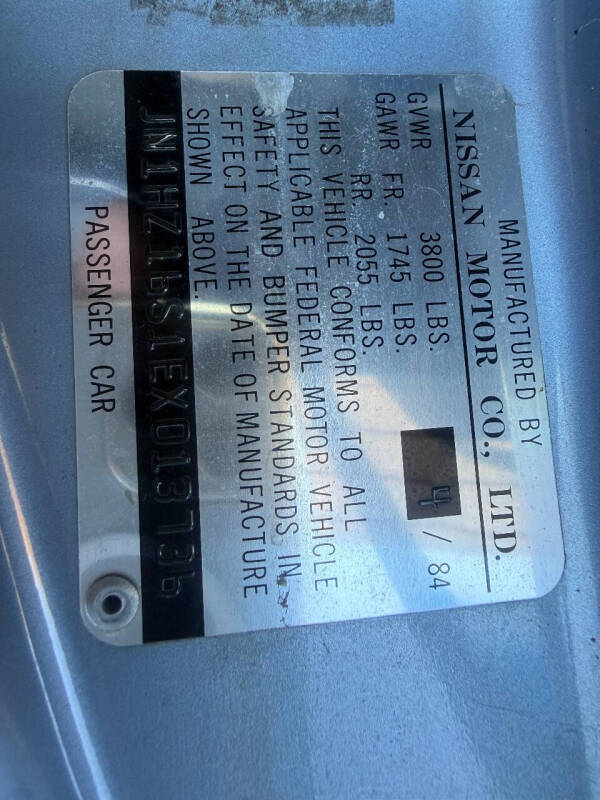 MANUFACTURED BY
NISSAN MOTOR CO., LTD.
4 / 84
GVWR 3800 LBS.
GAWR FR. 1745 LBS.
RR. 2055 LBS.
THIS VEHICLE CONFORMS TO ALL
APPLICABLE FEDERAL MOTOR VEHICLE
SAFETY AND BUMPER STANDARDS IN
EFFECT ON THE DATE OF MANUFACTURE
SHOWN ABOVE.
JN1HZ16S1EX013736
PASSENGER CAR